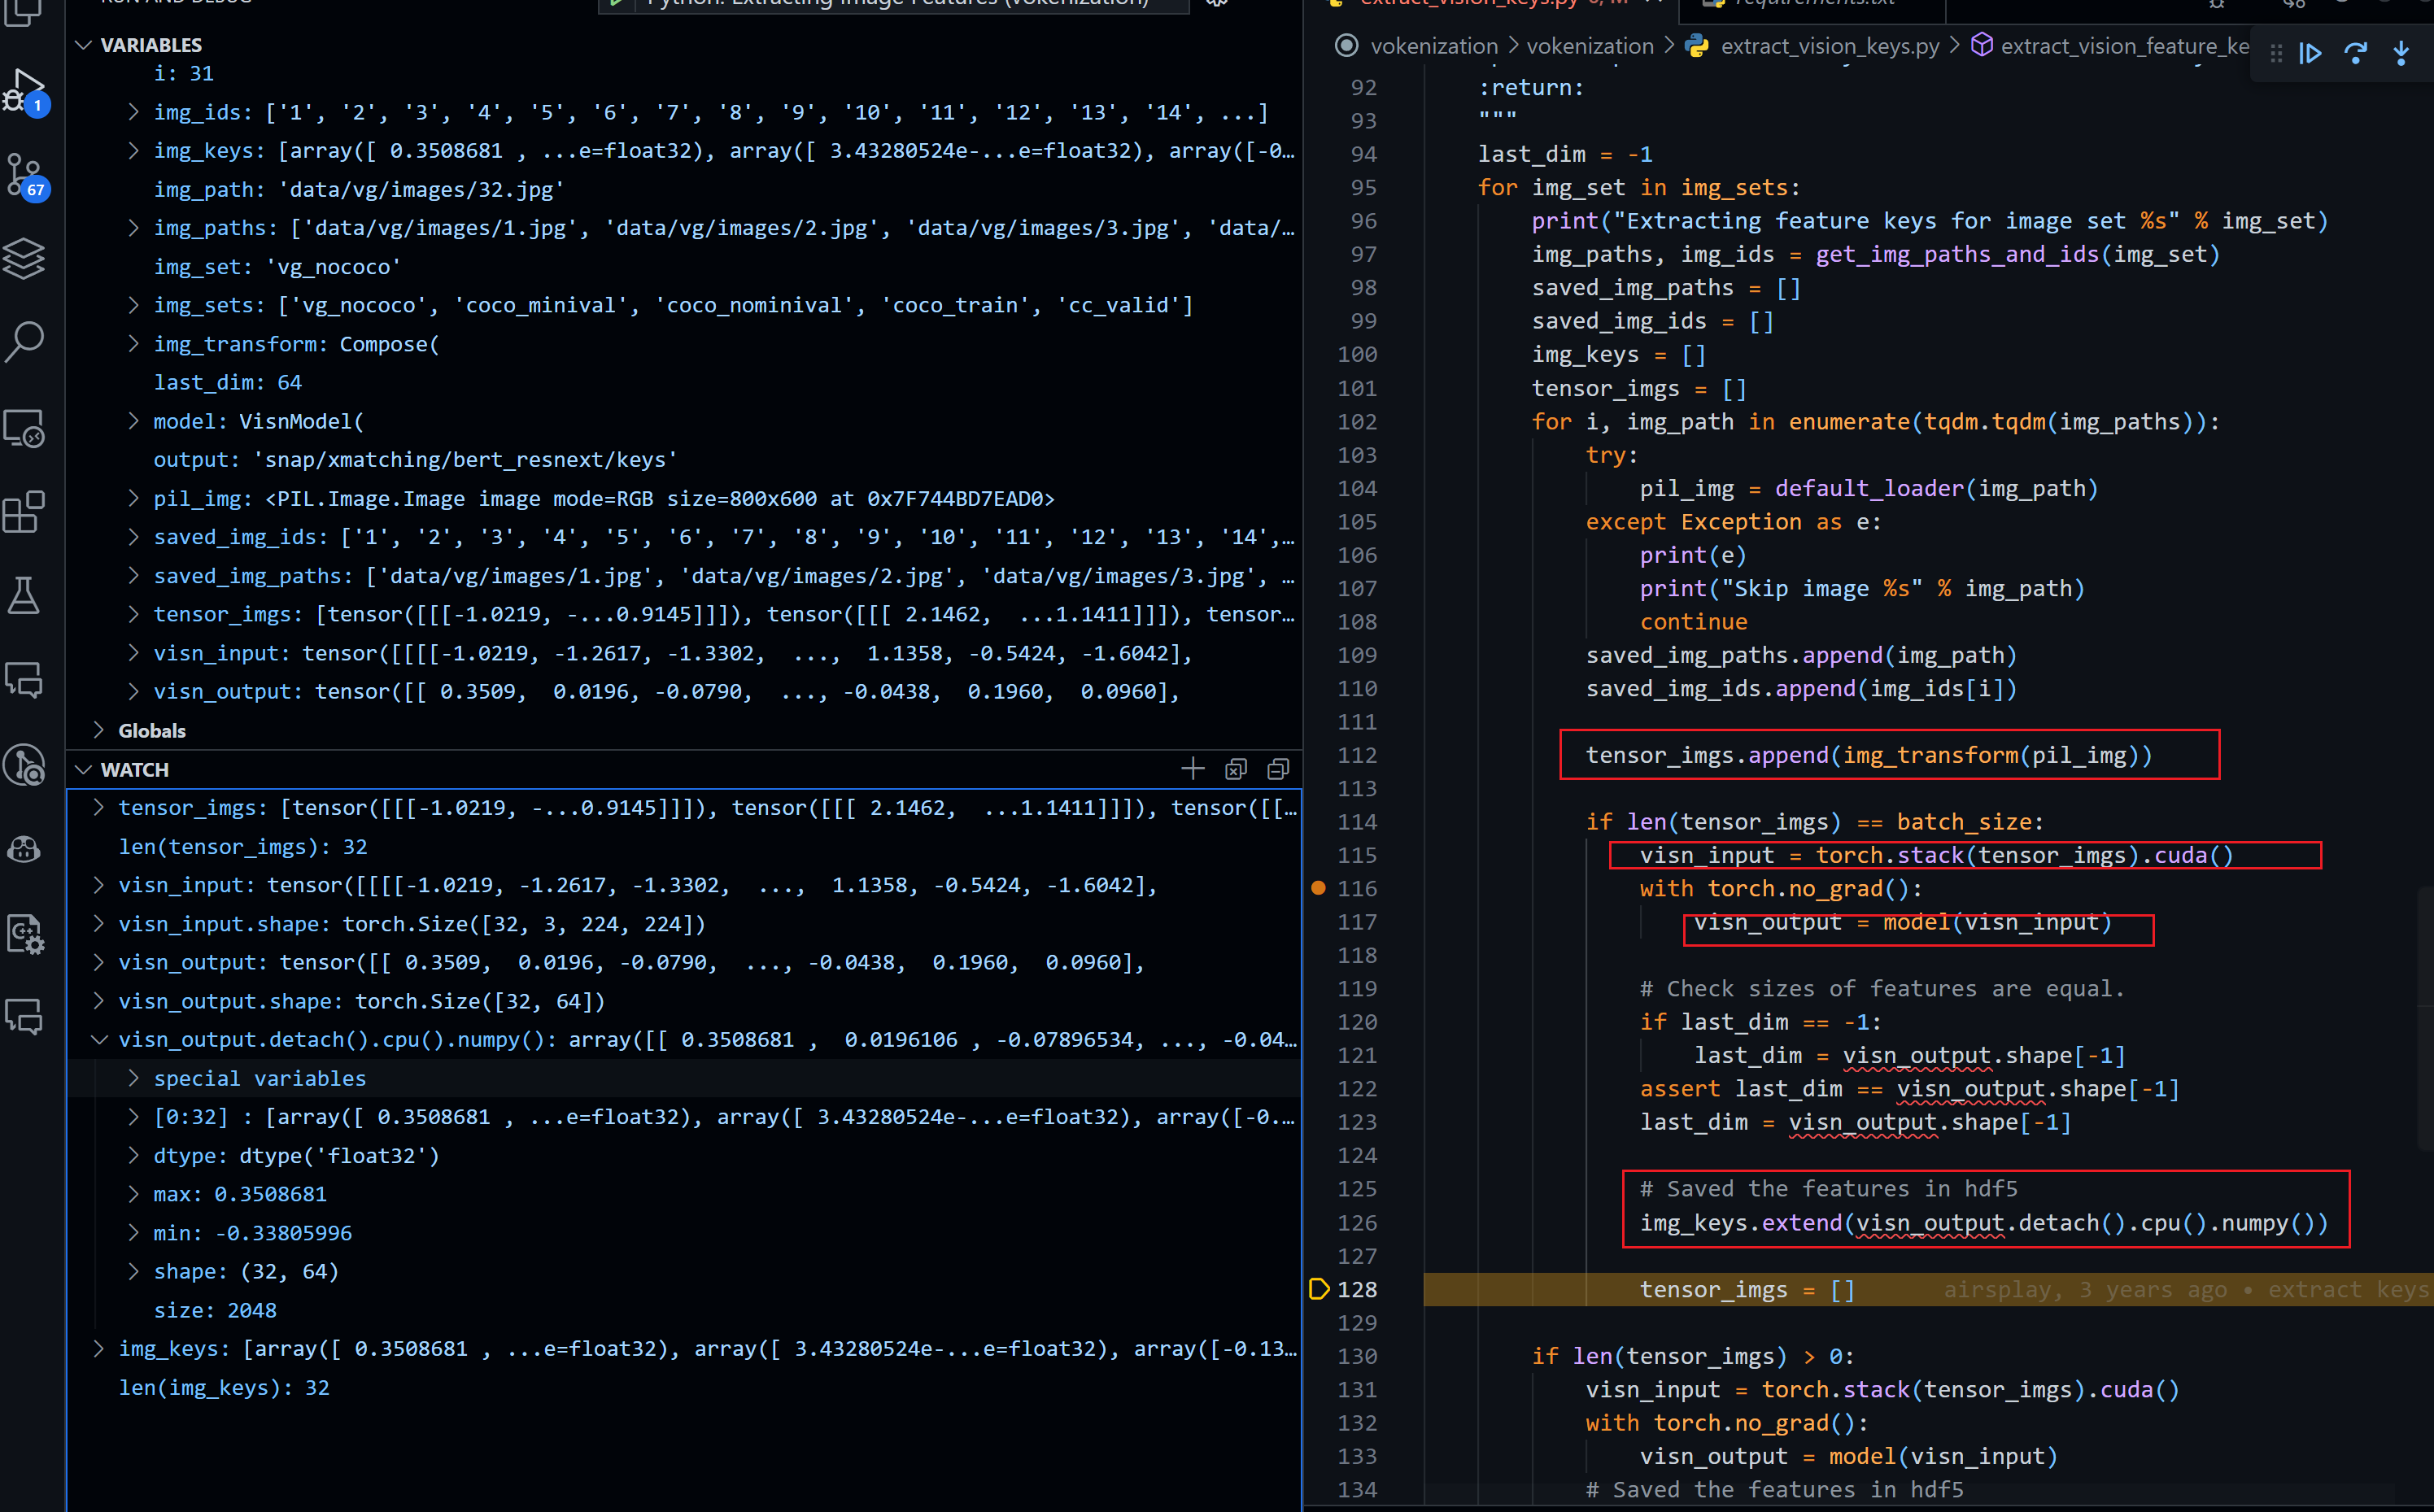 RUN AND DEBUG
Python: Extracting Image Features (vokenization)
VARIABLES
i: 31
img_ids: ['1', '2', '3', '4', '5', '6', '7', '8', '9', '10', '11', '12', '13', '14', ...]
img_keys: [array([ 0.3508681 , ...e=float32), array([ 3.43280524e-...e=float32), array([-0…
img_path: 'data/vg/images/32.jpg'
img_paths: ['data/vg/images/1.jpg', 'data/vg/images/2.jpg', 'data/vg/images/3.jpg', 'data/…
img_set: 'vg_nococo'
img_sets: ['vg_nococo', 'coco_minival', 'coco_nominival', 'coco_train', 'cc_valid']
img_transform: Compose(
last_dim: 64
model: VisnModel(
output: 'snap/xmatching/bert_resnext/keys'
pil_img: <PIL.Image.Image image mode=RGB size=800x600 at 0x7F744BD7EAD0>
saved_img_ids: ['1', '2', '3', '4', '5', '6', '7', '8', '9', '10', '11', '12', '13', '14',…
saved_img_paths: ['data/vg/images/1.jpg', 'data/vg/images/2.jpg', 'data/vg/images/3.jpg', …
tensor_imgs: [tensor([[[-1.0219, -...0.9145]]]), tensor([[[ 2.1462,  ...1.1411]]]), tensor…
visn_input: tensor([[[[-1.0219, -1.2617, -1.3302,  ...,  1.1358, -0.5424, -1.6042],
visn_output: tensor([[ 0.3509,  0.0196, -0.0790,  ..., -0.0438,  0.1960,  0.0960],
Globals
WATCH
tensor_imgs: [tensor([[[-1.0219, -...0.9145]]]), tensor([[[ 2.1462,  ...1.1411]]]), tensor([[…
len(tensor_imgs): 32
visn_input: tensor([[[[-1.0219, -1.2617, -1.3302,  ...,  1.1358, -0.5424, -1.6042],
visn_input.shape: torch.Size([32, 3, 224, 224])
visn_output: tensor([[ 0.3509,  0.0196, -0.0790,  ..., -0.0438,  0.1960,  0.0960],
visn_output.shape: torch.Size([32, 64])
visn_output.detach().cpu().numpy(): array([[ 0.3508681 ,  0.0196106 , -0.07896534, ..., -0.04…
special variables
[0:32] : [array([ 0.3508681 , ...e=float32), array([ 3.43280524e-...e=float32), array([-0.…
dtype: dtype('float32')
max: 0.3508681
min: -0.33805996
shape: (32, 64)
size: 2048
img_keys: [array([ 0.3508681 , ...e=float32), array([ 3.43280524e-...e=float32), array([-0.13…
len(img_keys): 32
1
67
extract_vision_keys.py 6, M
requirements.txt
vokenization > vokenization > extract_vision_keys.py > extract_vision_feature_ke
92 :return:
93 """
94 last_dim = -1
95 for img_set in img_sets:
96 print("Extracting feature keys for image set %s" % img_set)
97 img_paths, img_ids = get_img_paths_and_ids(img_set)
98 saved_img_paths = []
99 saved_img_ids = []
100 img_keys = []
101 tensor_imgs = []
102 for i, img_path in enumerate(tqdm.tqdm(img_paths)):
103 try:
104 pil_img = default_loader(img_path)
105 except Exception as e:
106 print(e)
107 print("Skip image %s" % img_path)
108 continue
109 saved_img_paths.append(img_path)
110 saved_img_ids.append(img_ids[i])
111
112 tensor_imgs.append(img_transform(pil_img))
113
114 if len(tensor_imgs) == batch_size:
115 visn_input = torch.stack(tensor_imgs).cuda()
116 with torch.no_grad():
117 visn_output = model(visn_input)
118
119 # Check sizes of features are equal.
120 if last_dim == -1:
121 last_dim = visn_output.shape[-1]
122 assert last_dim == visn_output.shape[-1]
123 last_dim = visn_output.shape[-1]
124
125 # Saved the features in hdf5
126 img_keys.extend(visn_output.detach().cpu().numpy())
127
128 tensor_imgs = [] airsplay, 3 years ago • extract keys
129
130 if len(tensor_imgs) > 0:
131 visn_input = torch.stack(tensor_imgs).cuda()
132 with torch.no_grad():
133 visn_output = model(visn_input)
134 # Saved the features in hdf5